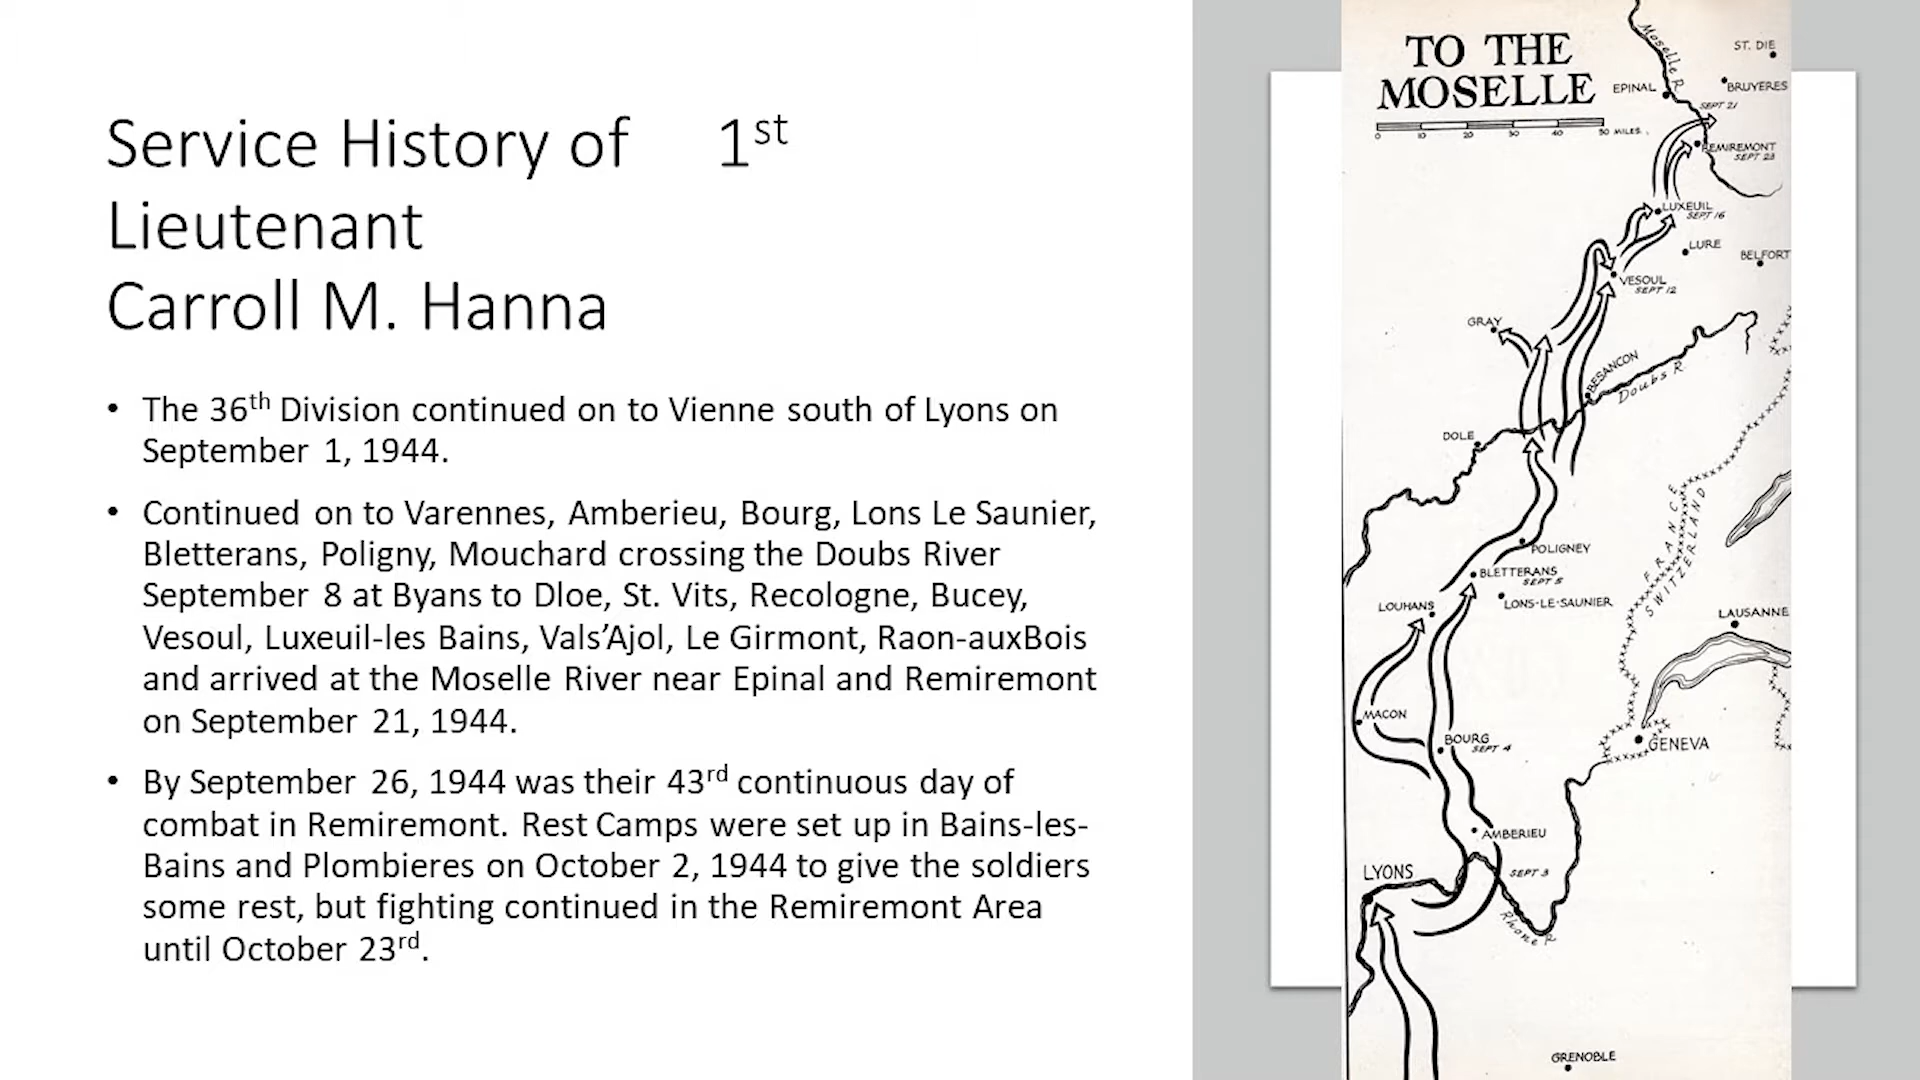 Service History of 1st
Lieutenant
Carroll M. Hanna
• The 36th Division continued on to Vienne south of Lyons on
September 1, 1944.
• Continued on to Varennes, Amberieu, Bourg, Lons Le Saunier,
Bletterans, Poligny, Mouchard crossing the Doubs River
September 8 at Byans to Dloe, St. Vits, Recologne, Bucey,
Vesoul, Luxeuil-les Bains, Vals’Ajol, Le Girmont, Raon-auxBois
and arrived at the Moselle River near Epinal and Remiremont
on September 21, 1944.
• By September 26, 1944 was their 43rd continuous day of
combat in Remiremont. Rest Camps were set up in Bains-les-
Bains and Plombieres on October 2, 1944 to give the soldiers
some rest, but fighting continued in the Remiremont Area
until October 23rd.
TO THE
MOSELLE
0 10 20 30 40 50 MILES.
Moselle R.
ST. DIE
EPINAL
BRUYERES
SEPT 21
REMIREMONT
SEPT 23
LUXEUIL
SEPT 16
LURE
BELFORT
VESOUL
SEPT 12
GRAY
BESANCON
Doubs R.
DOLE
POLIGNEY
BLETTERANS
SEPT 5
LOUHANS
LONS-LE-SAUNIER
FRANCE
SWITZERLAND
LAUSANNE
MACON
BOURG
SEPT 4
GENEVA
AMBERIEU
LYONS
SEPT 3
Rhone R
GRENOBLE